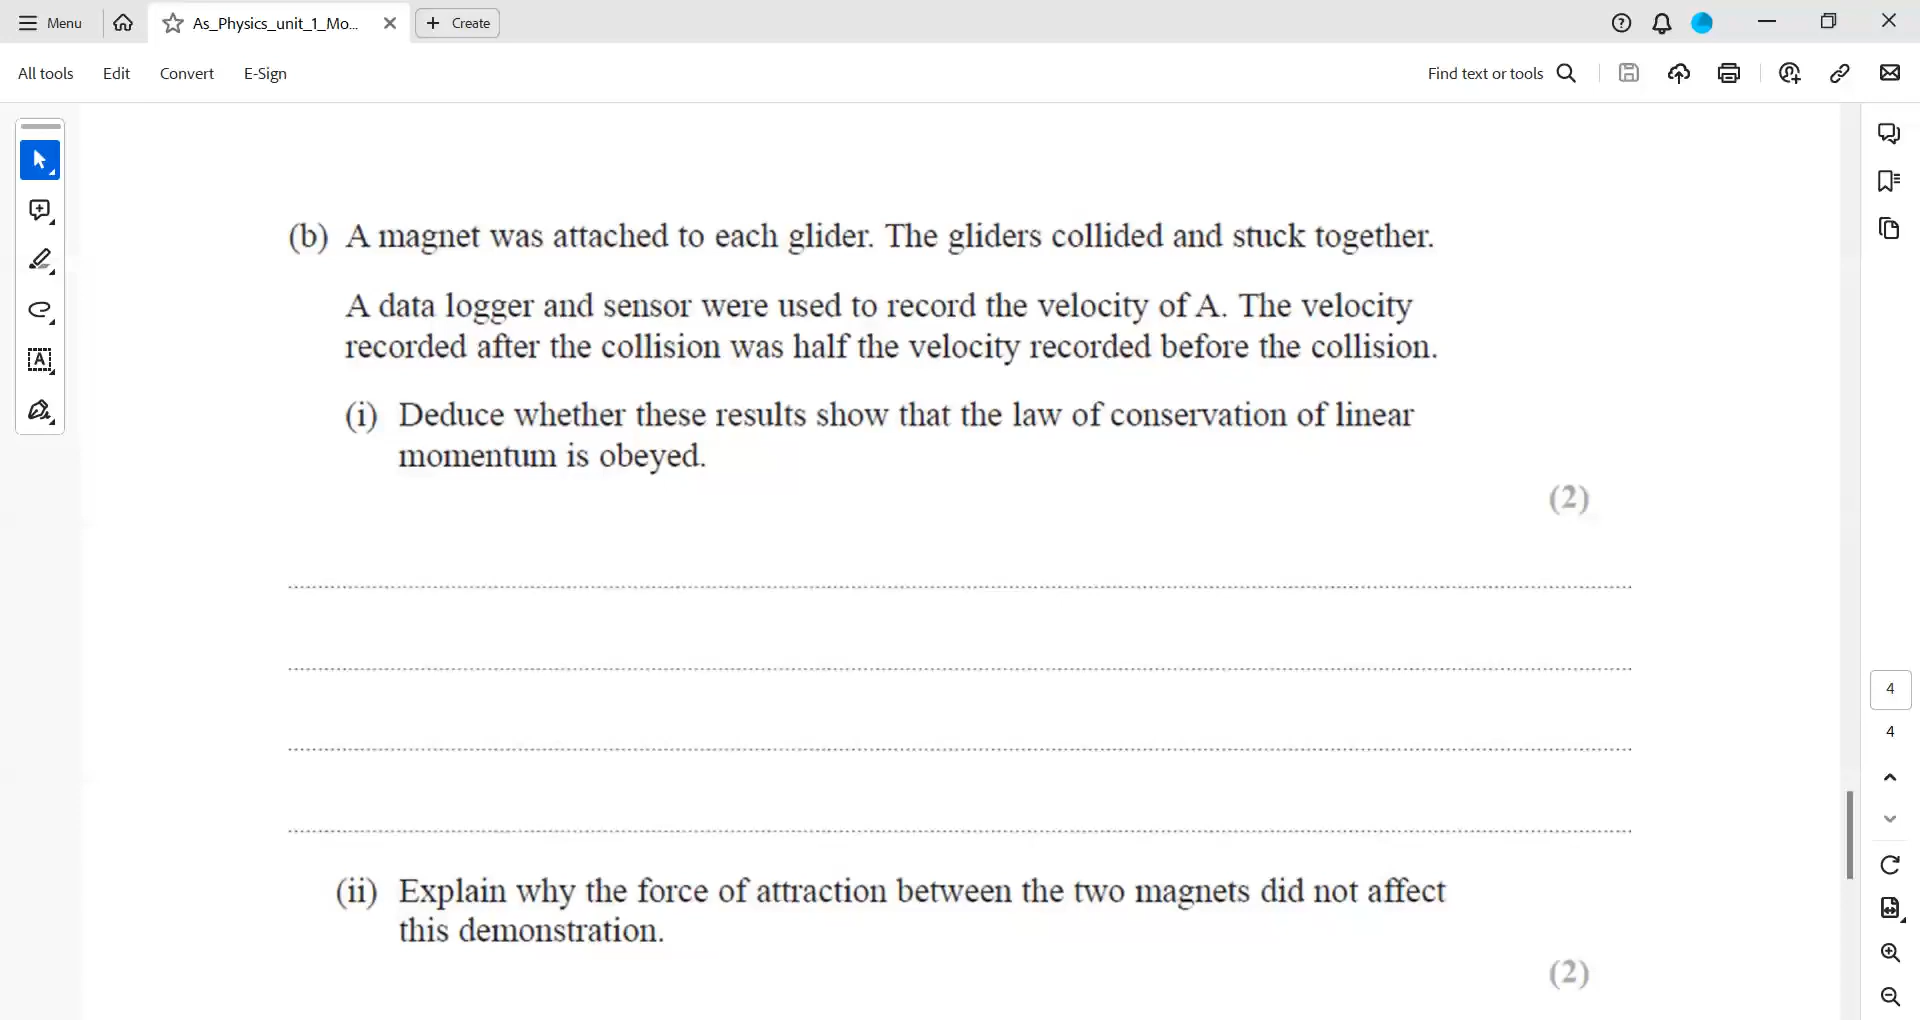 Menu
As_Physics_unit_1_Mo...
Create
All tools
Edit
Convert
E-Sign
Find text or tools
(b) A magnet was attached to each glider. The gliders collided and stuck together.
A data logger and sensor were used to record the velocity of A. The velocity
recorded after the collision was half the velocity recorded before the collision.
(i) Deduce whether these results show that the law of conservation of linear
momentum is obeyed.
(2)
(ii) Explain why the force of attraction between the two magnets did not affect
this demonstration.
(2)
4
4